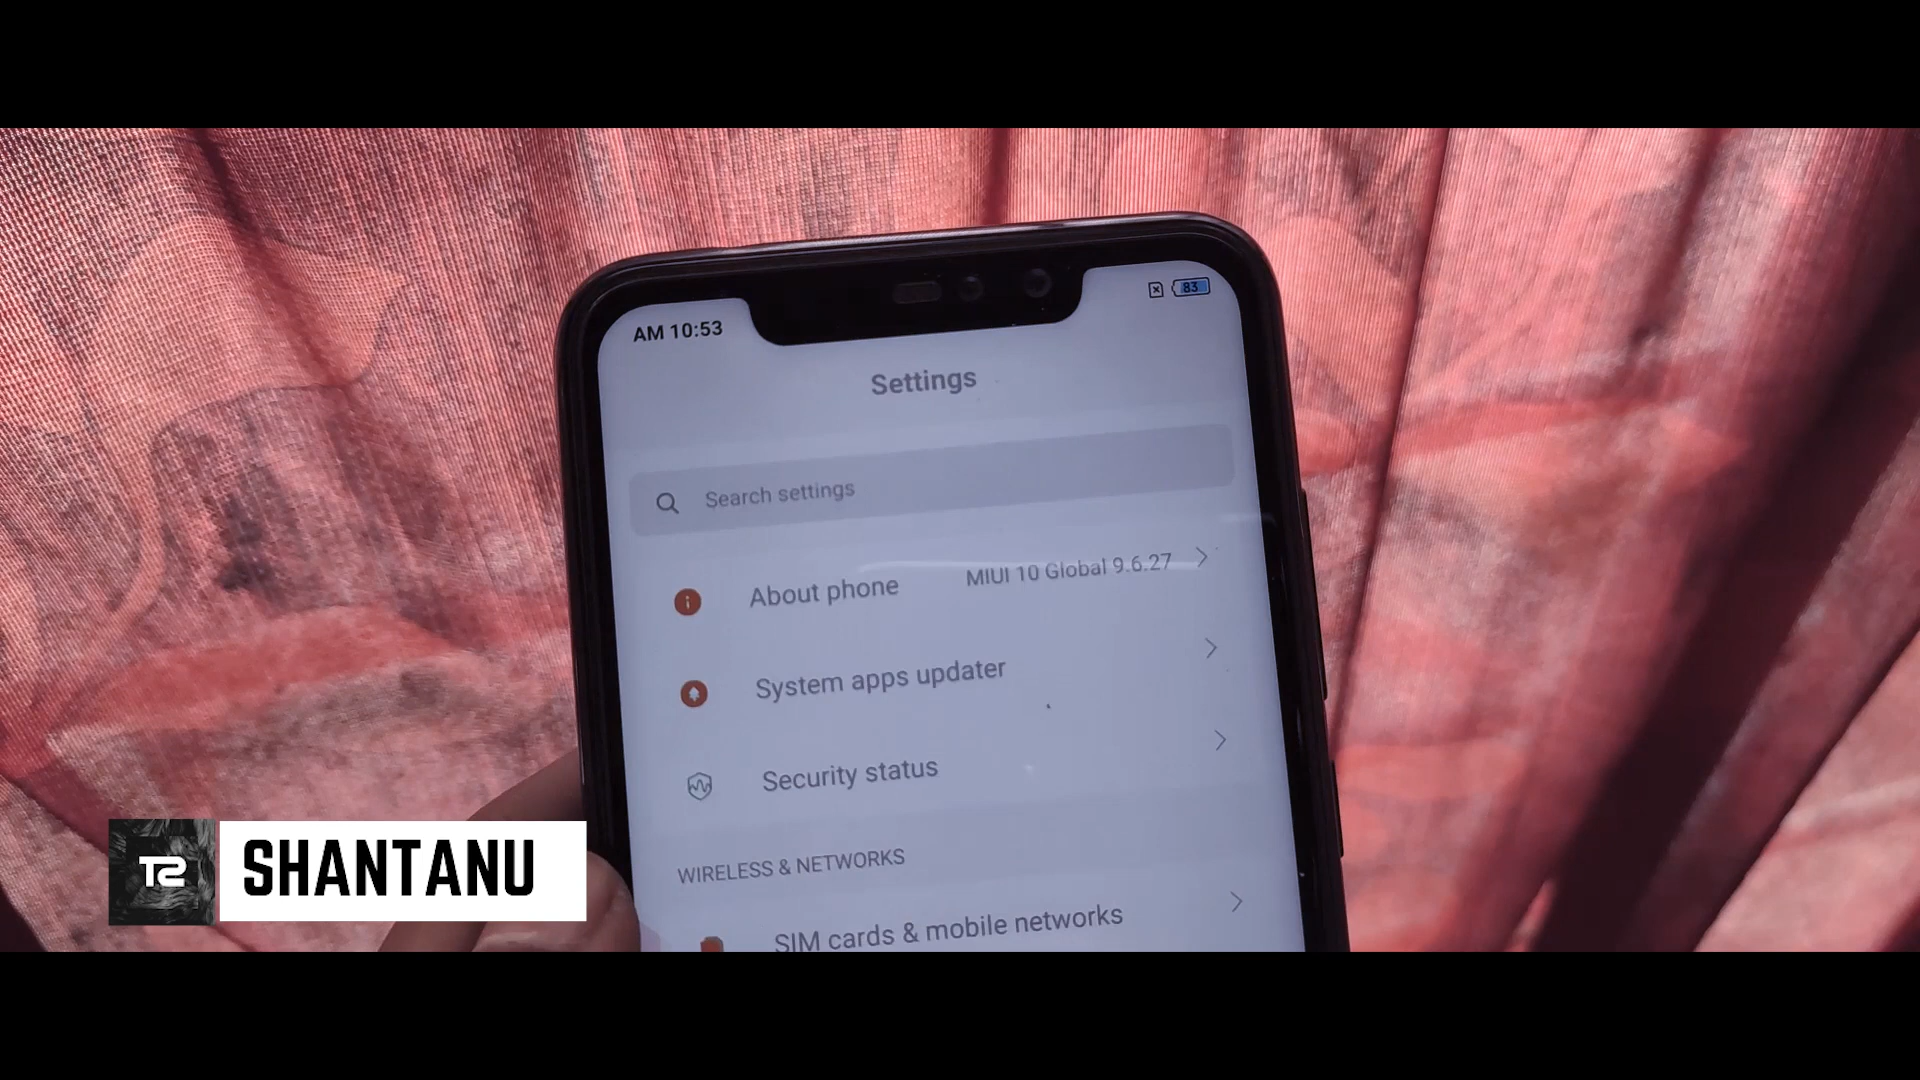 AM 10:53
83
Settings
Search settings
About phone MIUI 10 Global 9.6.27
System apps updater
Security status
WIRELESS & NETWORKS
SIM cards & mobile networks
SHANTANU